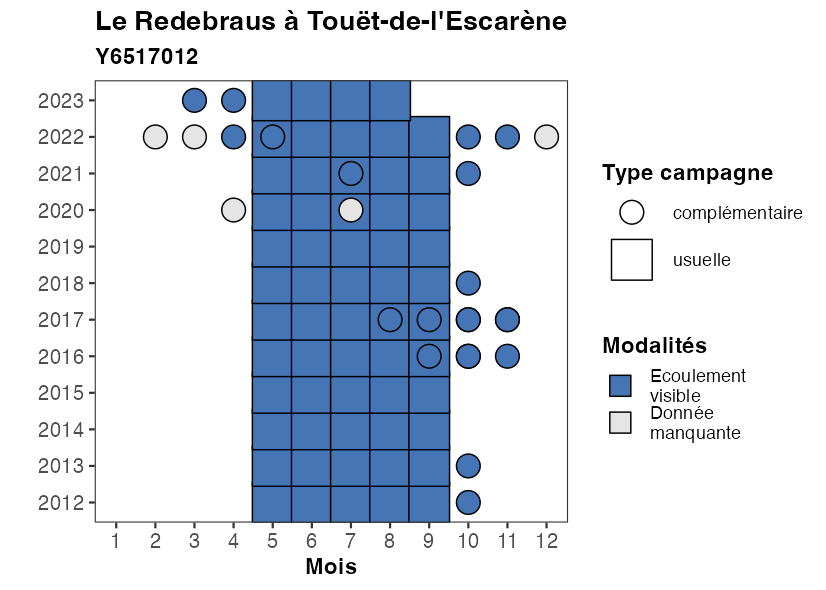 Le Redebraus à Touët-de-l'Escarène
Y6517012
2023
2022
2021
2020
2019
2018
2017
2016
2015
2014
2013
2012
1 2 3 4 5 6 7 8 9 10 11 12
Mois
Type campagne
complémentaire
usuelle
Modalités
Ecoulement
visible
Donnée
manquante